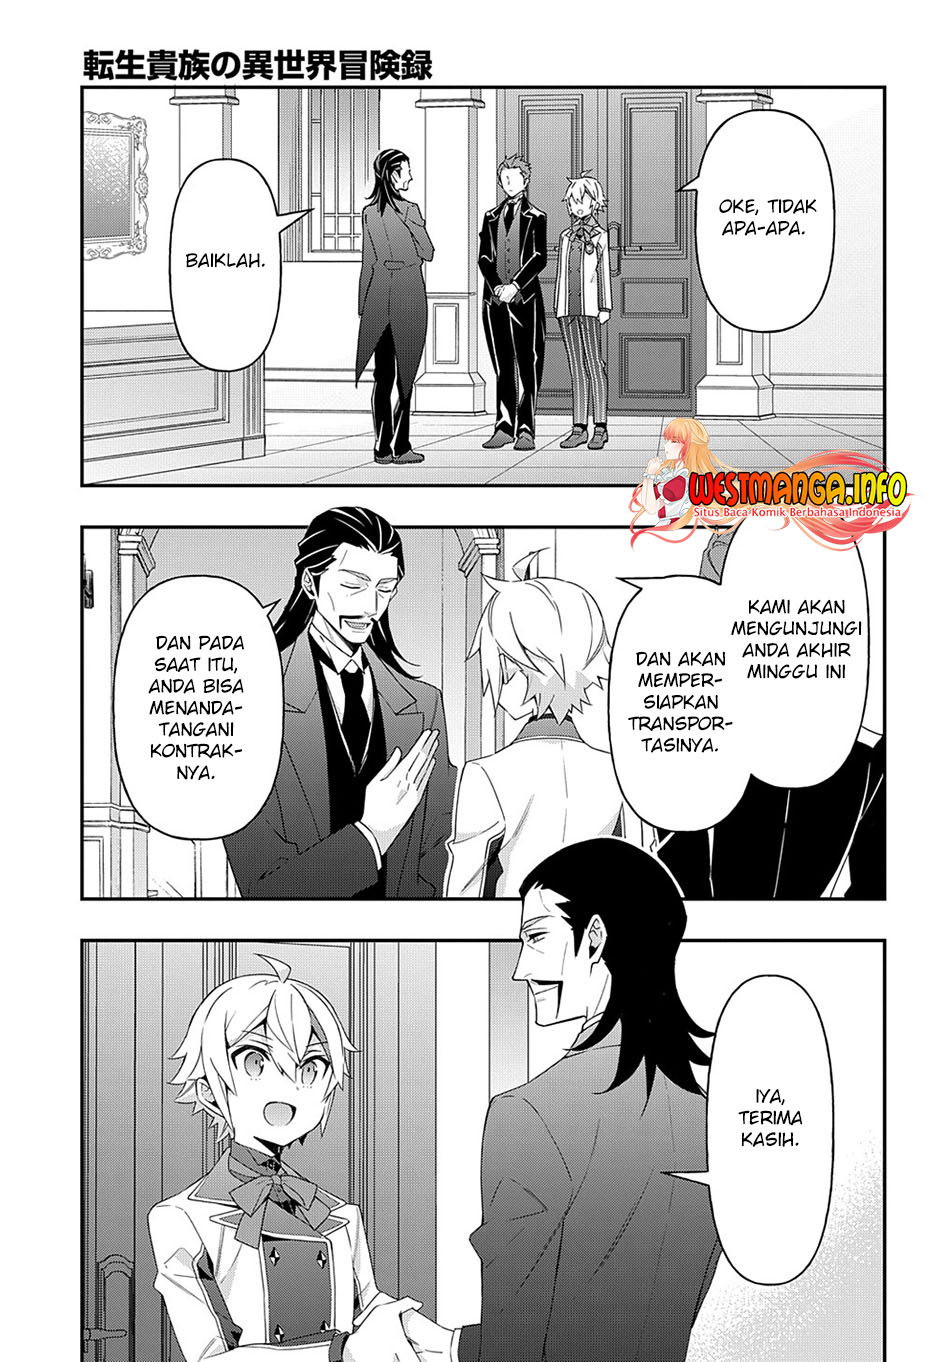 転生貴族の異世界冒険録
OKE, TIDAK
APA-APA.
BAIKLAH.
WESTMANGA.INFO
Situs Baca Komik Berbahasa Indonesia
KAMI AKAN
MENGUNJUNGI
ANDA AKHIR
MINGGU INI
DAN AKAN
MEMPER-
SIAPKAN
TRANSPOR-
TASINYA.
DAN PADA
SAAT ITU,
ANDA BISA
MENANDA-
TANGANI
KONTRAK-
NYA.
IYA,
TERIMA
KASIH.